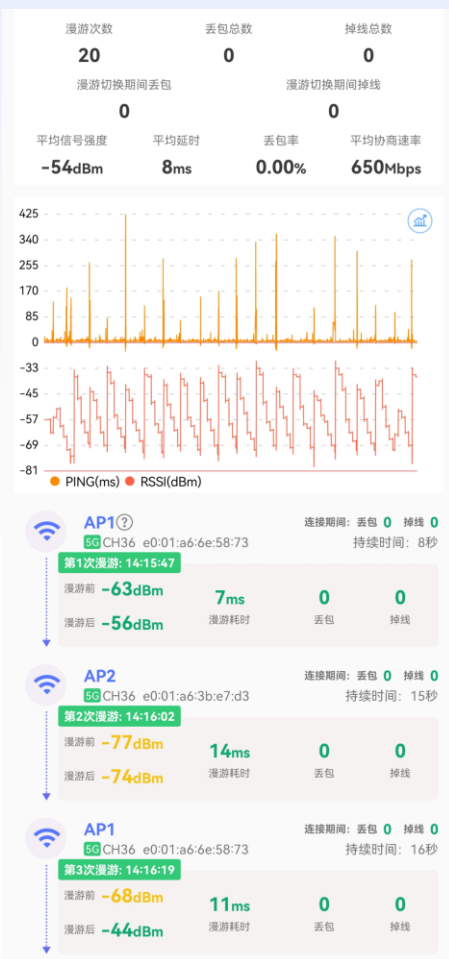 漫游次数 丢包总数 掉线总数
20 0 0
漫游切换期间丢包 漫游切换期间掉线
0 0
平均信号强度 平均延时 丢包率 平均协商速率
-54dBm 8ms 0.00% 650Mbps
425
340
255
170
85
0
-33
-45
-57
-69
-81
PING(ms) RSSI(dBm)
AP1? 连接期间: 丢包 0 掉线 0
5G CH36 e0:01:a6:6e:58:73 持续时间: 8秒
第1次漫游: 14:15:47
漫游前 -63dBm 7ms 0 0
漫游后 -56dBm 漫游耗时 丢包 掉线
AP2 连接期间: 丢包 0 掉线 0
5G CH36 e0:01:a6:3b:e7:d3 持续时间: 15秒
第2次漫游: 14:16:02
漫游前 -77dBm 14ms 0 0
漫游后 -74dBm 漫游耗时 丢包 掉线
AP1 连接期间: 丢包 0 掉线 0
5G CH36 e0:01:a6:6e:58:73 持续时间: 16秒
第3次漫游: 14:16:19
漫游前 -68dBm 11ms 0 0
漫游后 -44dBm 漫游耗时 丢包 掉线